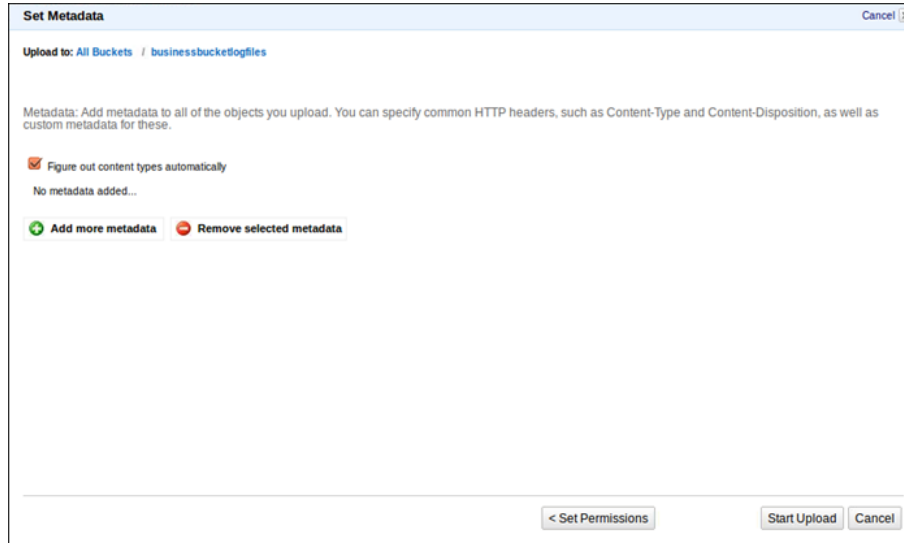 Set Metadata
Cancel
Upload to: All Buckets / businessbucketlogfiles
Metadata: Add metadata to all of the objects you upload. You can specify common HTTP headers, such as Content-Type and Content-Disposition, as well as
custom metadata for these.
Figure out content types automatically
No metadata added...
Add more metadata
Remove selected metadata
< Set Permissions
Start Upload
Cancel